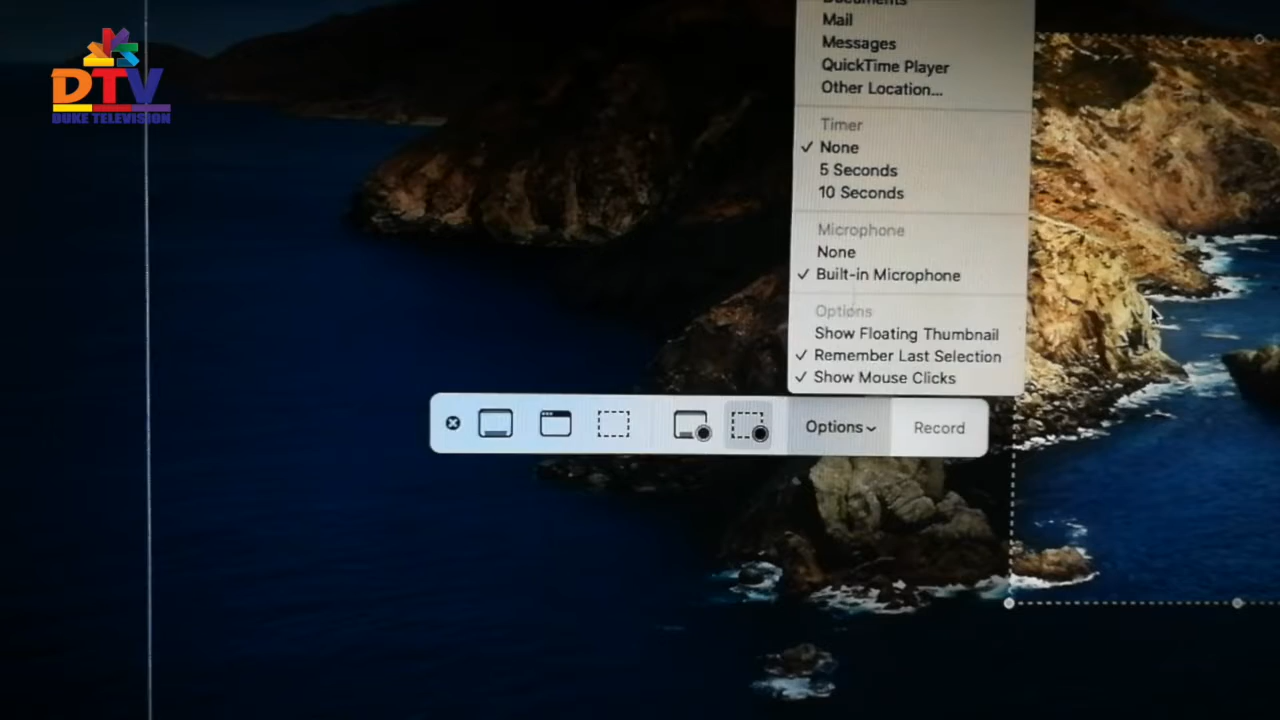 DTV
DUKE TELEVISION
Documents
Mail
Messages
QuickTime Player
Other Location...
Timer
✓ None
5 Seconds
10 Seconds
Microphone
None
✓ Built-in Microphone
Options
Show Floating Thumbnail
✓ Remember Last Selection
✓ Show Mouse Clicks
Options
Record